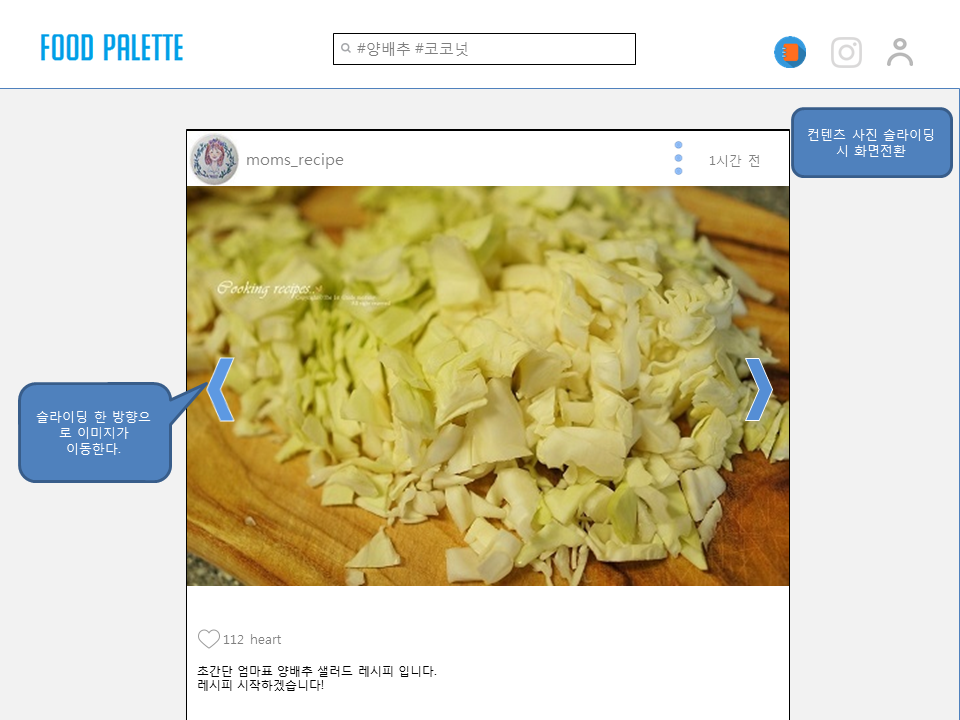 FOOD PALETTE
#양배추 #코코넛
컨텐츠 사진 슬라이딩
시 화면전환
moms_recipe
1시간 전
Cooking recipes..
슬라이딩 한 방향으
로 이미지가
이동한다.
112 heart
초간단 엄마표 양배추 샐러드 레시피 입니다.
레시피 시작하겠습니다!